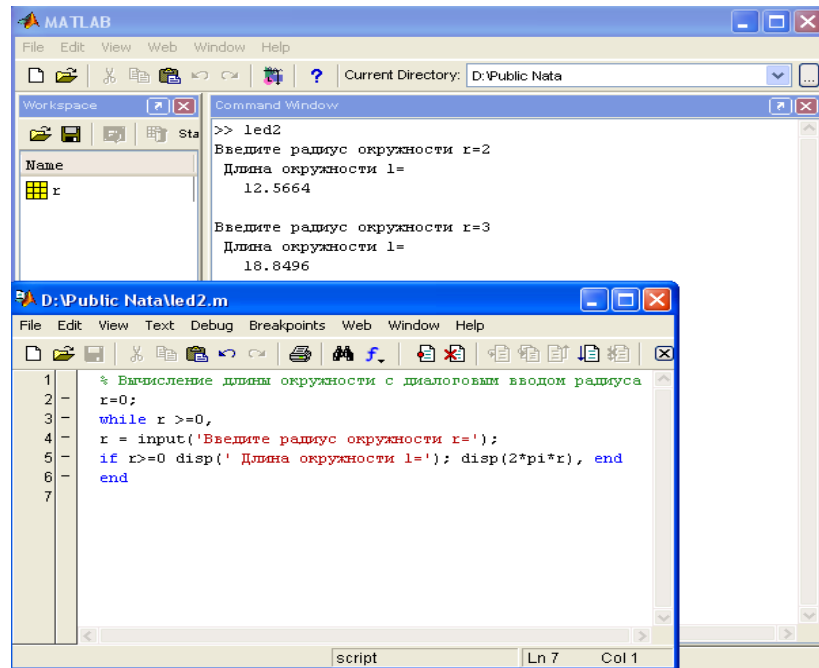 MATLAB
File Edit View Web Window Help
? Current Directory: D:\Public Nata ...
Workspace
Sta
Name
r
Command Window
>> led2
Введите радиус окружности r=2
Длина окружности l=
12.5664
Введите радиус окружности r=3
Длина окружности l=
18.8496
D:\Public Nata\led2.m
File Edit View Text Debug Breakpoints Web Window Help
1 % Вычисление длины окружности с диалоговым вводом радиуса
2 - r=0;
3 - while r >=0,
4 - r = input('Введите радиус окружности r=');
5 - if r>=0 disp(' Длина окружности l='); disp(2*pi*r), end
6 - end
7
script Ln 7 Col 1